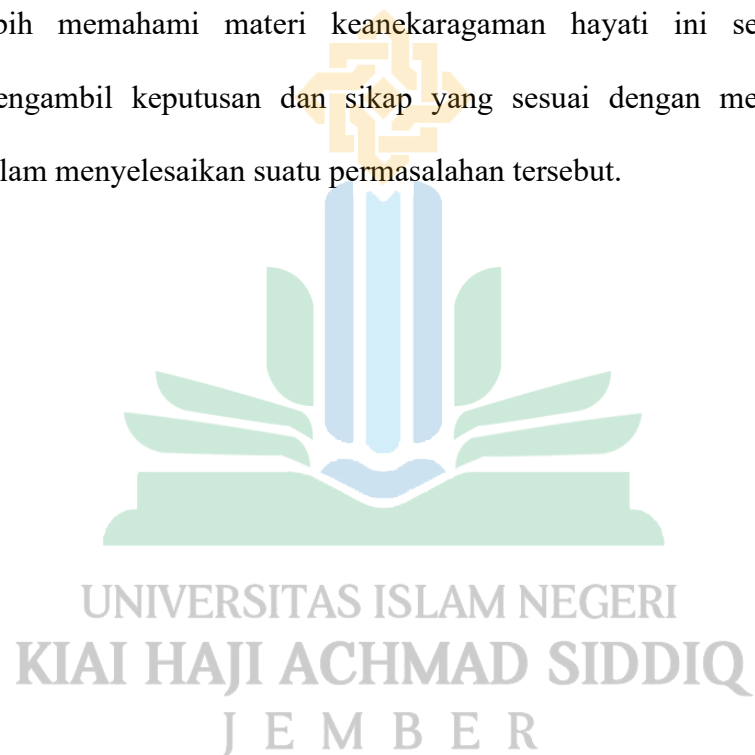 bih memahami materi keanekaragaman hayati ini se
engambil keputusan dan sikap yang sesuai dengan me
lam menyelesaikan suatu permasalahan tersebut.
UNIVERSITAS ISLAM NEGERI
KIAI HAJI ACHMAD SIDDIQ
JEMBER